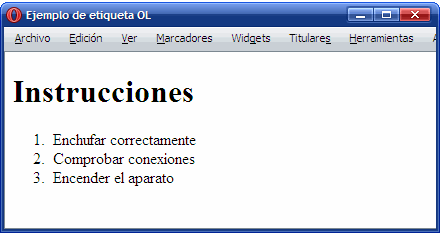 Ejemplo de etiqueta OL
Archivo Edición Ver Marcadores Widgets Titulares Herramientas
Instrucciones
1. Enchufar correctamente
2. Comprobar conexiones
3. Encender el aparato